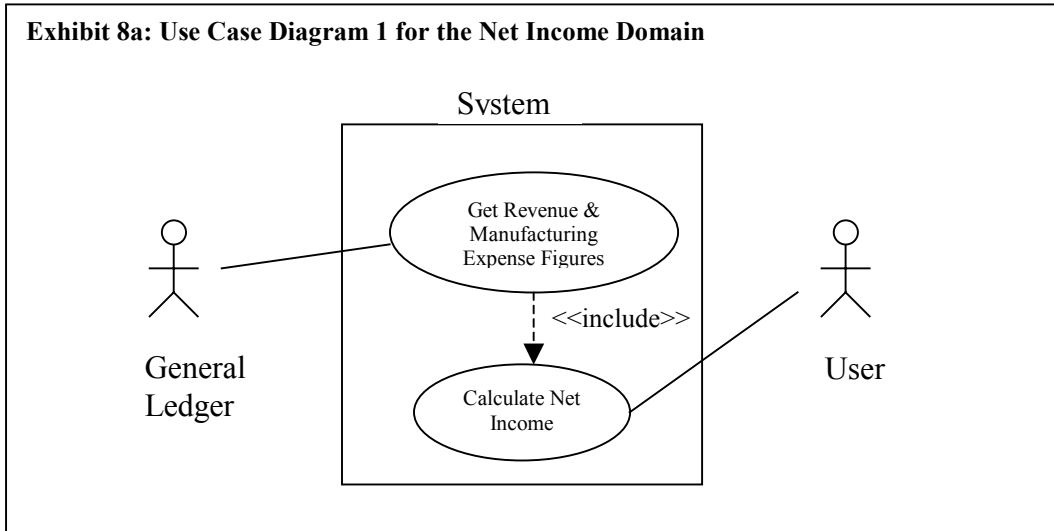 Exhibit 8a: Use Case Diagram 1 for the Net Income Domain
System
Get Revenue &
Manufacturing
Expense Figures
<<include>>
General
Ledger
User
Calculate Net
Income